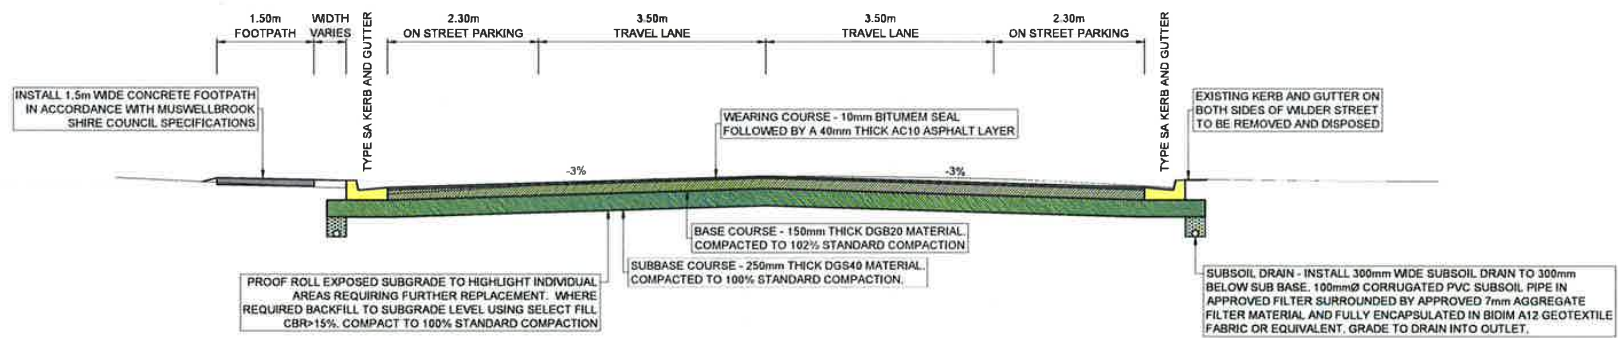 1.50m
FOOTPATH
WIDTH
VARIES
TYPE SA KERB AND GUTTER
2.30m
ON STREET PARKING
3.50m
TRAVEL LANE
3.50m
TRAVEL LANE
2.30m
ON STREET PARKING
TYPE SA KERB AND GUTTER
INSTALL 1.5m WIDE CONCRETE FOOTPATH
IN ACCORDANCE WITH MUSWELLBROOK
SHIRE COUNCIL SPECIFICATIONS
WEARING COURSE - 10mm BITUMEM SEAL
FOLLOWED BY A 40mm THICK AC10 ASPHALT LAYER
EXISTING KERB AND GUTTER ON
BOTH SIDES OF WILDER STREET
TO BE REMOVED AND DISPOSED
-3%
-3%
BASE COURSE - 150mm THICK DGB20 MATERIAL.
COMPACTED TO 102% STANDARD COMPACTION
SUBBASE COURSE - 250mm THICK DGS40 MATERIAL.
COMPACTED TO 100% STANDARD COMPACTION.
PROOF ROLL EXPOSED SUBGRADE TO HIGHLIGHT INDIVIDUAL
AREAS REQUIRING FURTHER REPLACEMENT. WHERE
REQUIRED BACKFILL TO SUBGRADE LEVEL USING SELECT FILL
CBR>15%. COMPACT TO 100% STANDARD COMPACTION
SUBSOIL DRAIN - INSTALL 300mm WIDE SUBSOIL DRAIN TO 300mm
BELOW SUB BASE. 100mmØ CORRUGATED PVC SUBSOIL PIPE IN
APPROVED FILTER SURROUNDED BY APPROVED 7mm AGGREGATE
FILTER MATERIAL AND FULLY ENCAPSULATED IN BIDIM A12 GEOTEXTILE
FABRIC OR EQUIVALENT. GRADE TO DRAIN INTO OUTLET.